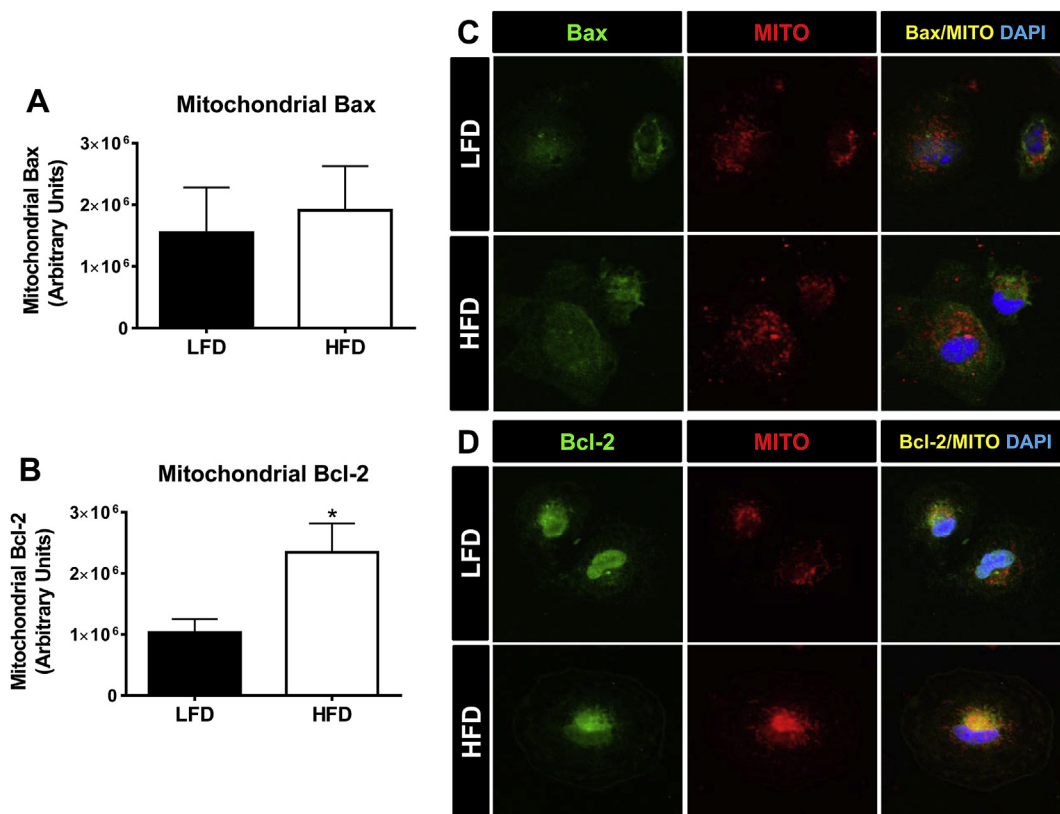 A
Mitochondrial Bax
Mitochondrial Bax
(Arbitrary Units)
3×10⁶
2×10⁶
1×10⁶
0
LFD HFD
B
Mitochondrial Bcl-2
Mitochondrial Bcl-2
(Arbitrary Units)
3×10⁶
2×10⁶
1×10⁶
0
*
LFD HFD
C
Bax MITO Bax/MITO DAPI
LFD
HFD
D
Bcl-2 MITO Bcl-2/MITO DAPI
LFD
HFD